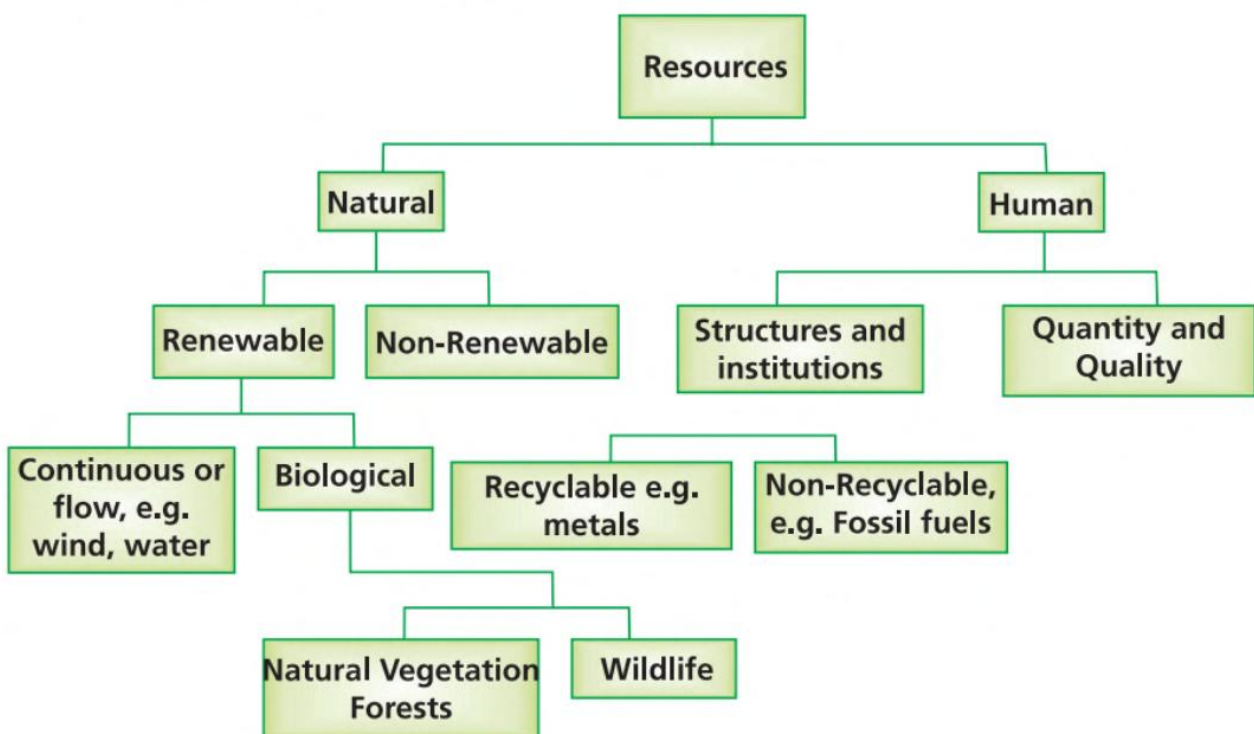 Resources
Natural
Human
Renewable
Non-Renewable
Structures and
institutions
Quantity and
Quality
Continuous or
flow, e.g.
wind, water
Biological
Recyclable e.g.
metals
Non-Recyclable,
e.g. Fossil fuels
Natural Vegetation
Forests
Wildlife